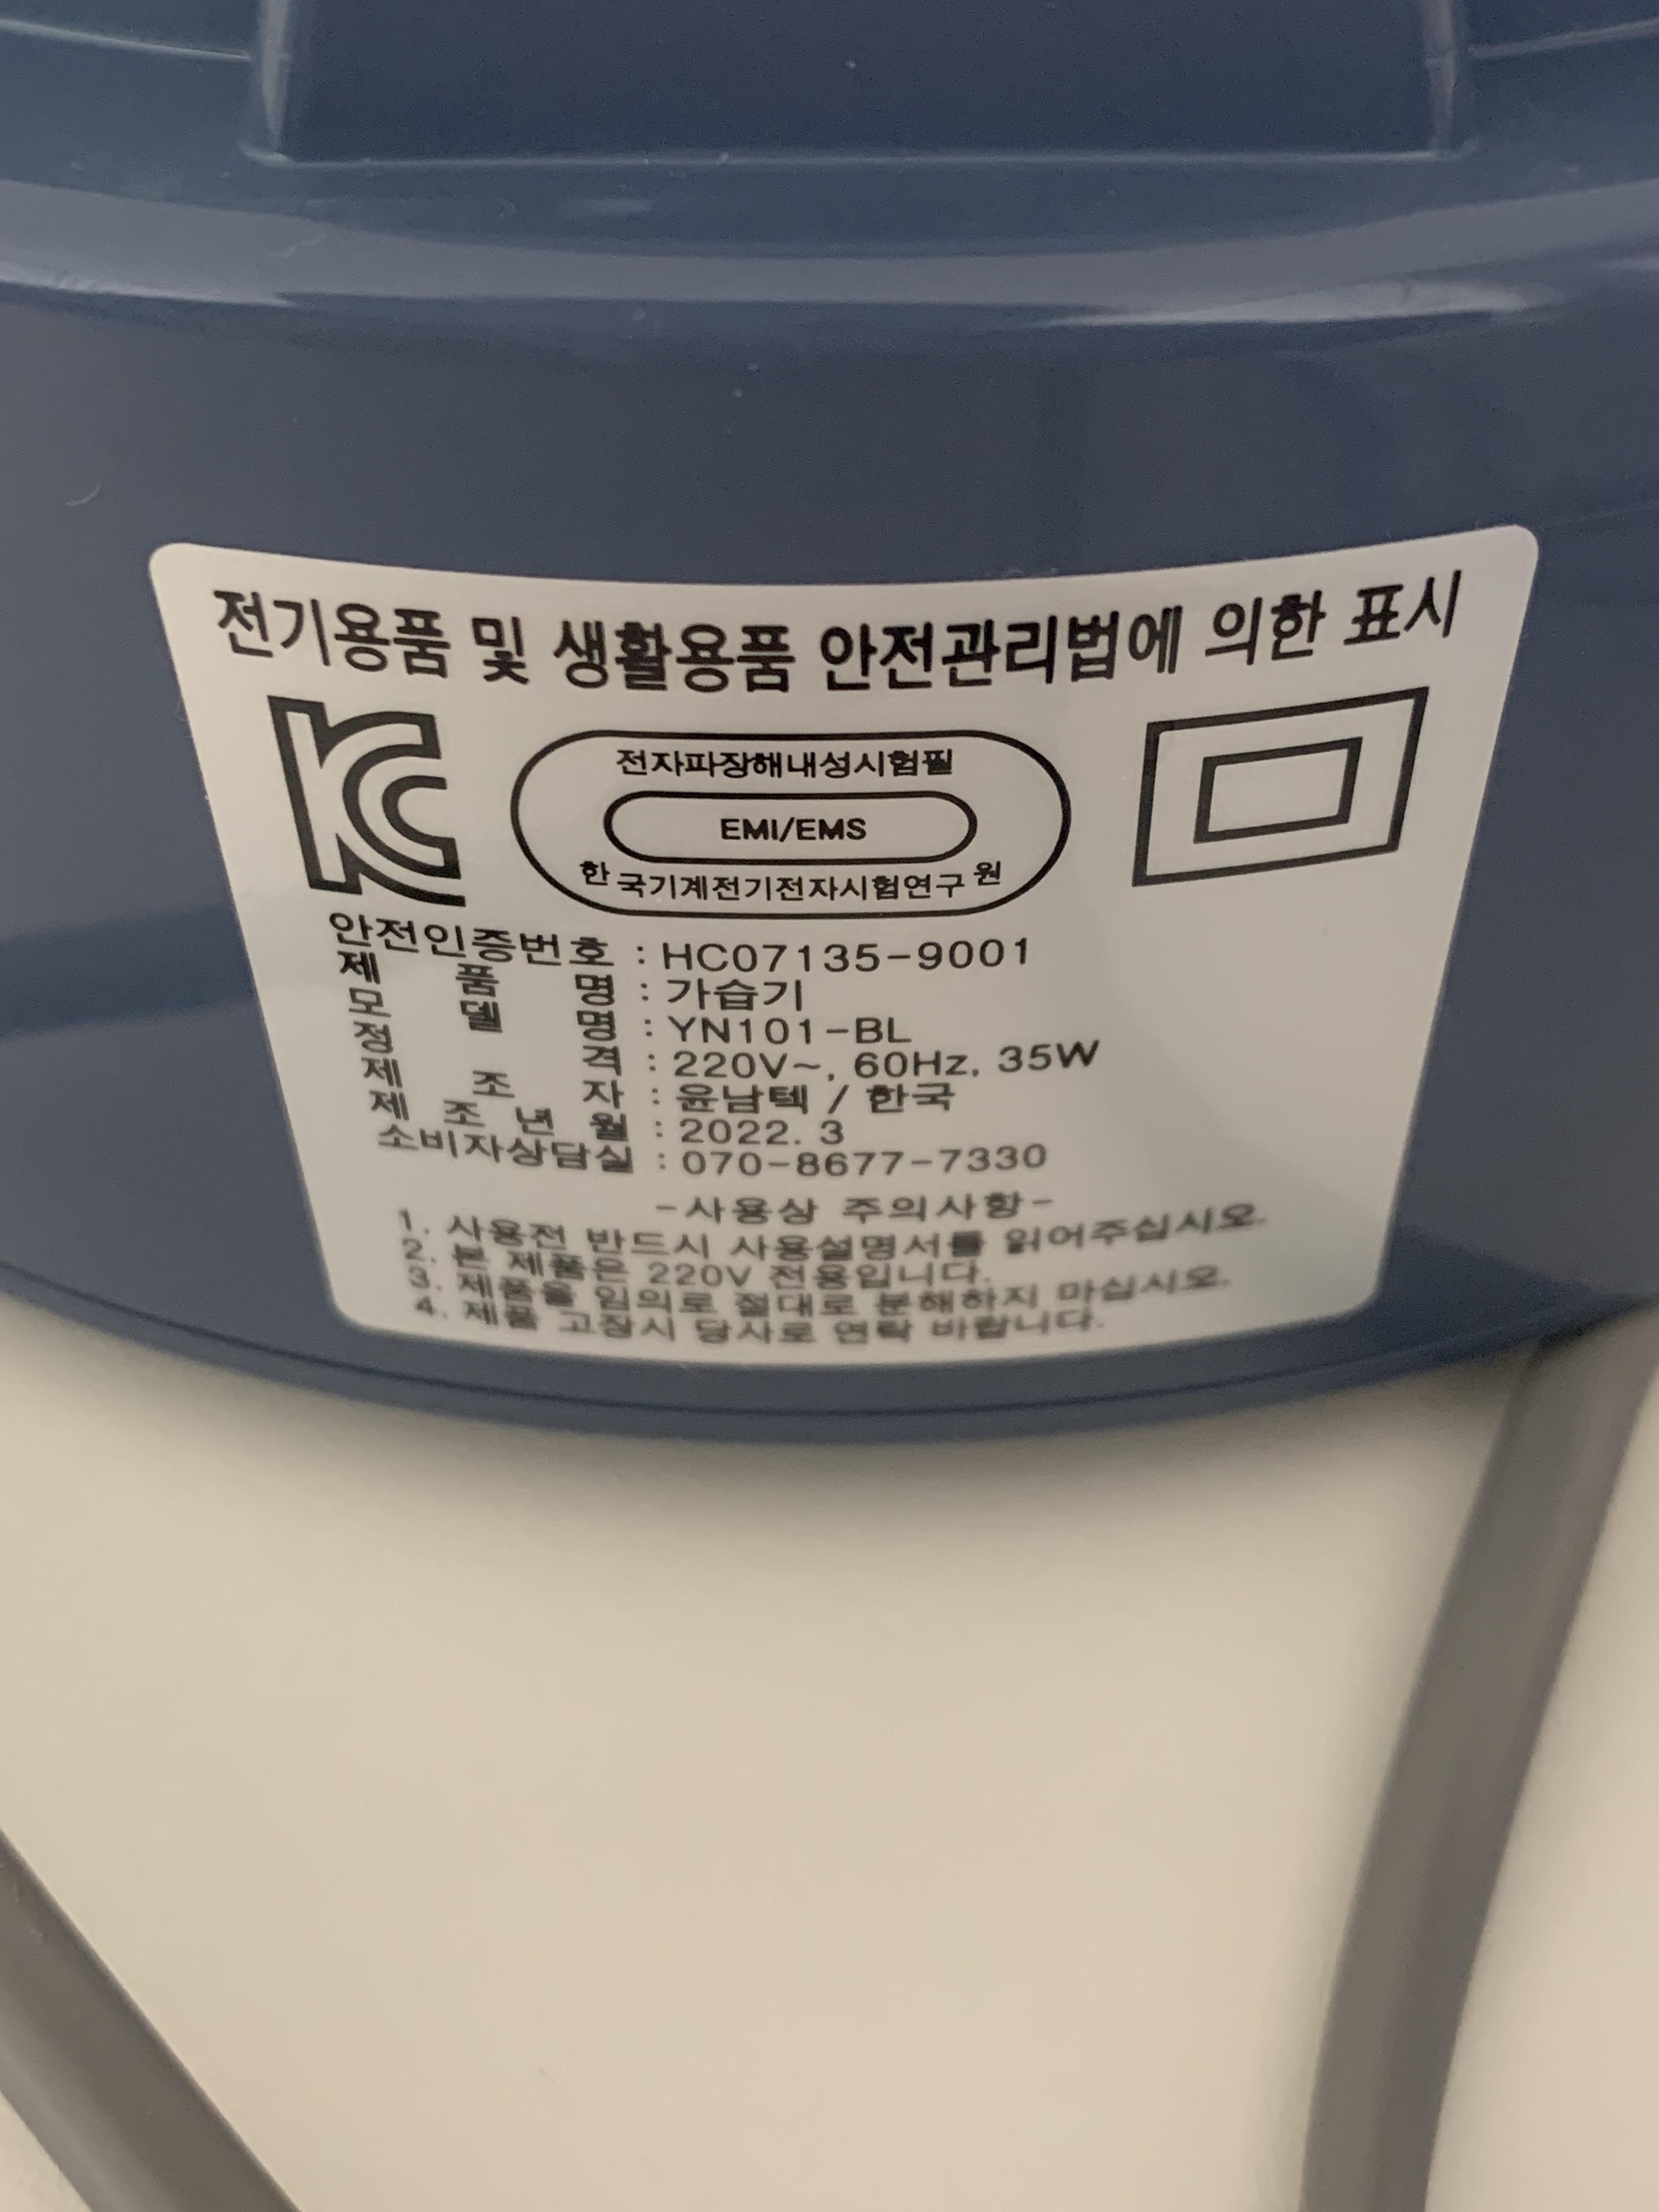 전기용품 및 생활용품 안전관리법에 의한 표시
KC
전자파장해내성시험필
EMI/EMS
한국기계전기전자시험연구원
안전인증번호 : HC07135-9001
제품명 : 가습기
모델명 : YN101-BL
정격 : 220V~, 60Hz, 35W
제조자 : 윤남텍 / 한국
제조년월 : 2022. 3
소비자상담실 : 070-8677-7330
-사용상 주의사항-
1. 사용전 반드시 사용설명서를 읽어주십시오.
2. 본 제품은 220V 전용입니다.
3. 제품을 임의로 절대로 분해하지 마십시오.
4. 제품 고장시 당사로 연락 바랍니다.